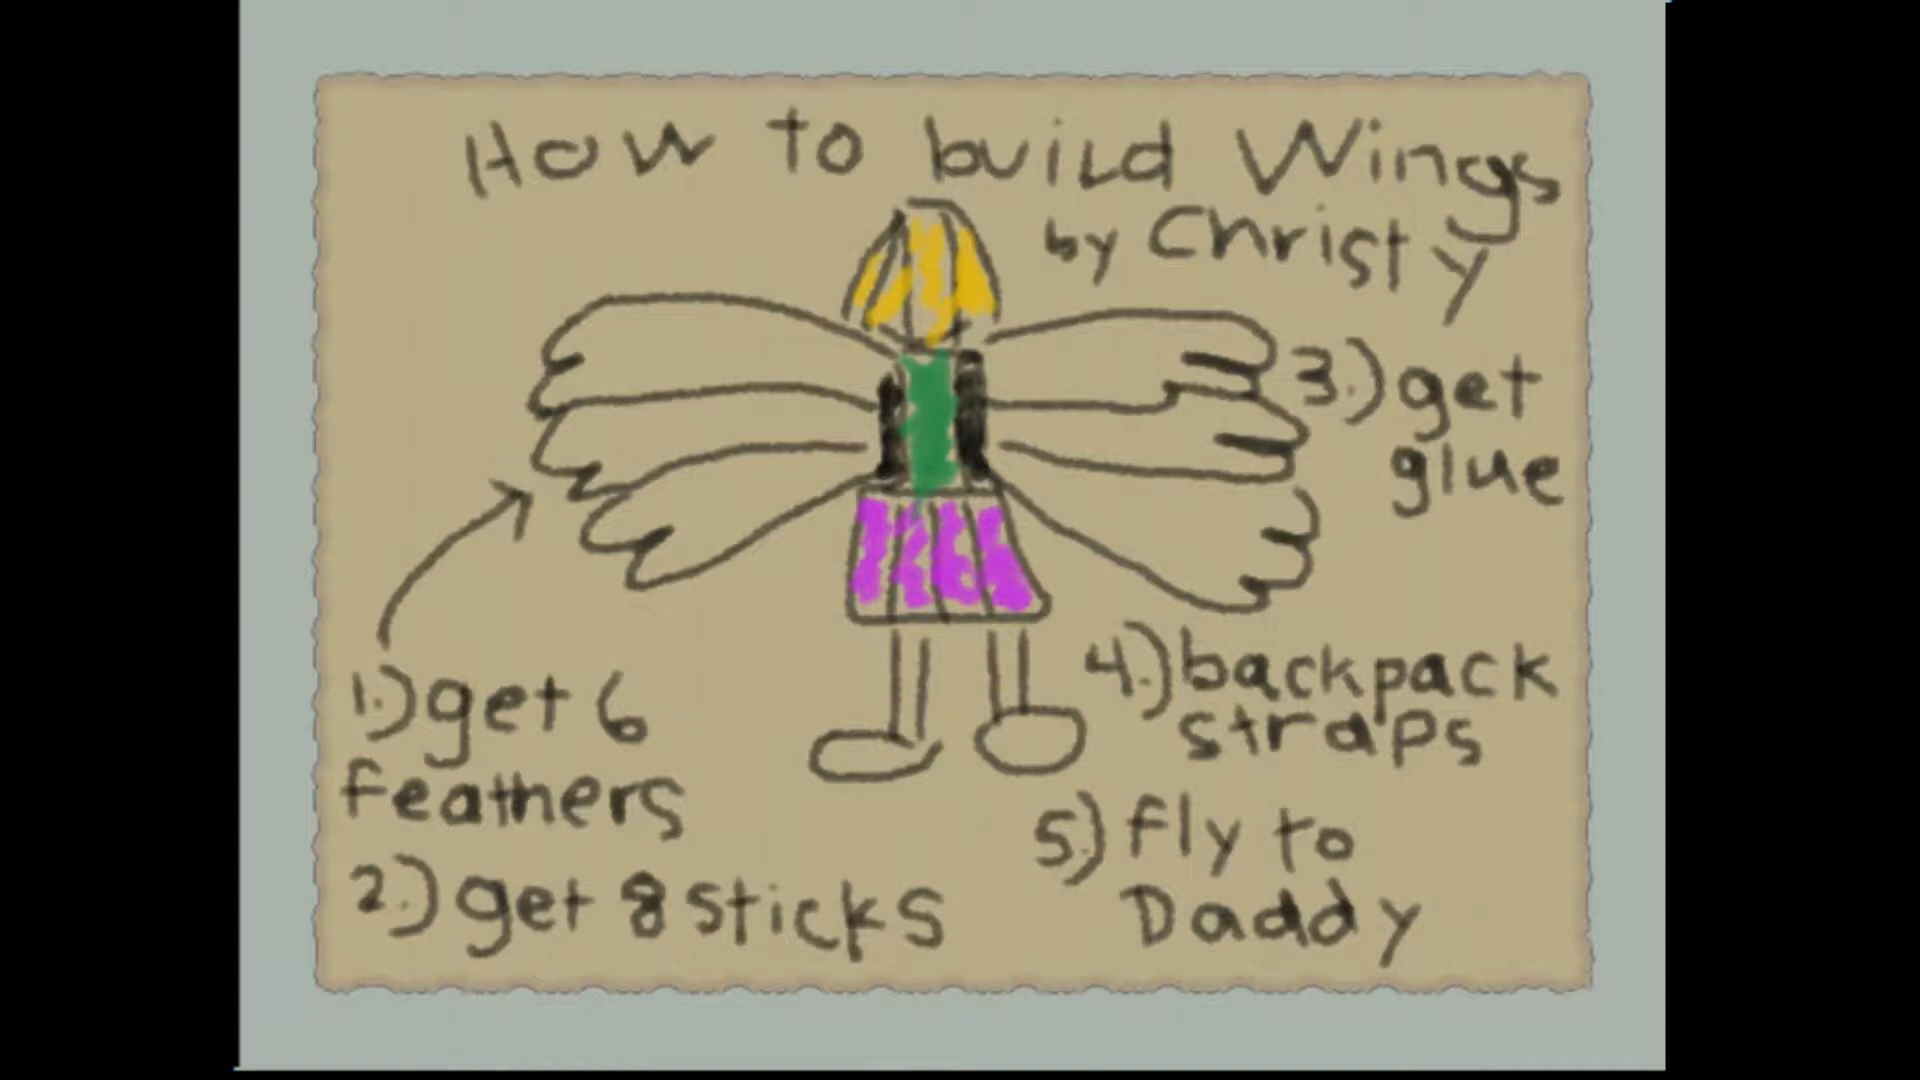 How to build Wings
by Christy
1.) get 6
feathers
2.) get 8 sticks
3.) get
glue
4.) backpack
straps
5.) fly to
Daddy